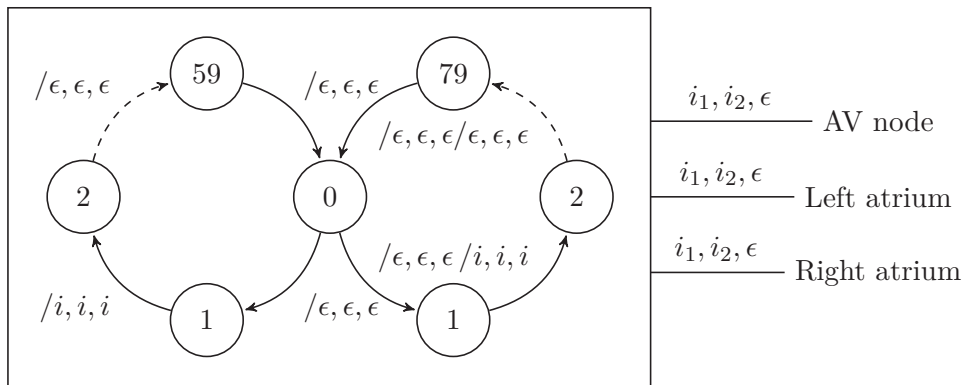 59
79
/ϵ, ϵ, ϵ
/ϵ, ϵ, ϵ
/ϵ, ϵ, ϵ/ϵ, ϵ, ϵ
i₁, i₂, ϵ
AV node
2
0
2
i₁, i₂, ϵ
Left atrium
/ϵ, ϵ, ϵ /i, i, i
i₁, i₂, ϵ
Right atrium
/i, i, i
/ϵ, ϵ, ϵ
1
1